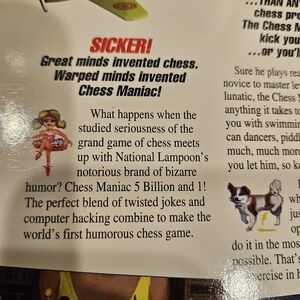 SICKER!
Great minds invented chess.
Warped minds invented
Chess Maniac!
What happens when the
studied seriousness of the
grand game of chess meets
up with National Lampoon's
notorious brand of bizarre
humor? Chess Maniac 5 Billion and 1!
The perfect blend of twisted jokes and
computer hacking combine to make the
world's first humorous chess game.
...THAN AN
chess pro
The Chess M
kick you
...or you'l
Sure he plays rea
novice to master lev
lunatic, the Chess
anything it takes to
you with swimmin
can dancers, piddl
much, much more
you let him, so ka
wh
jus
op
do it in the mos
possible. That's
exercise in h